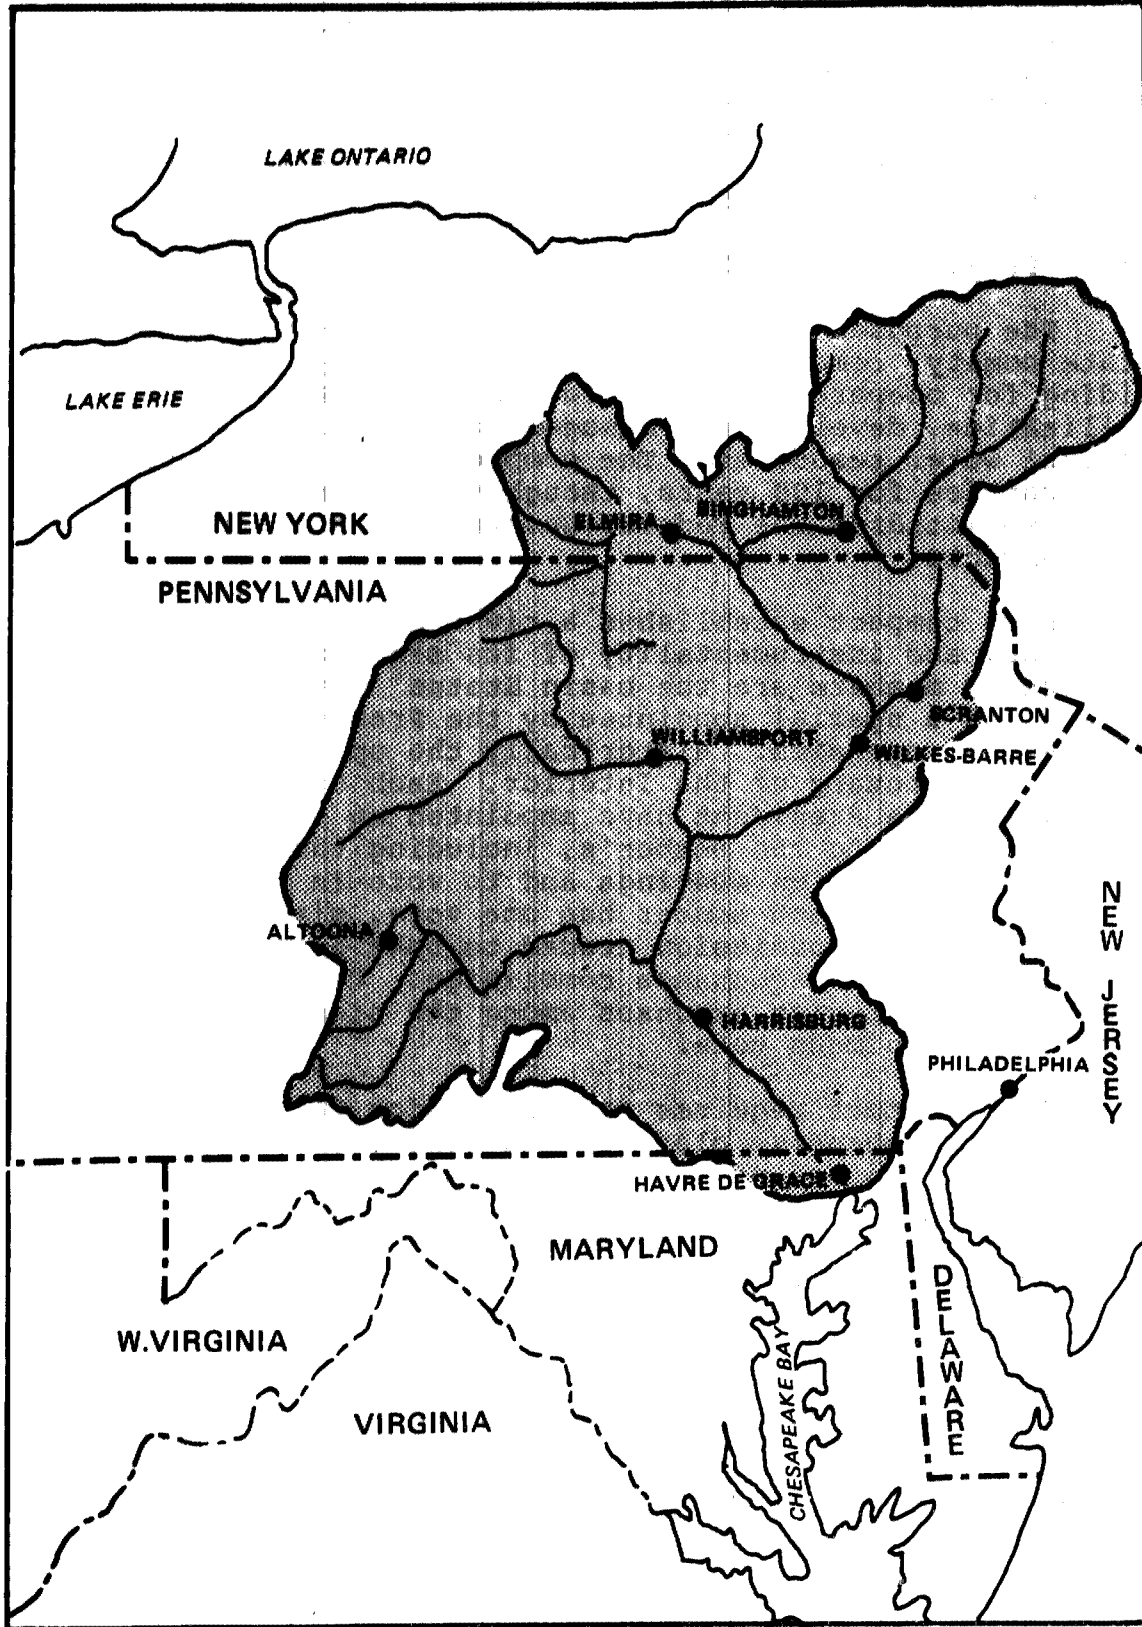 LAKE ONTARIO
LAKE ERIE
NEW YORK
ELMIRA
BINGHAMTON
PENNSYLVANIA
SCRANTON
WILLIAMSPORT
WILKES-BARRE
ALTOONA
NEW JERSEY
HARRISBURG
PHILADELPHIA
HAVRE DE GRACE
MARYLAND
DELAWARE
W.VIRGINIA
CHESAPEAKE BAY
VIRGINIA